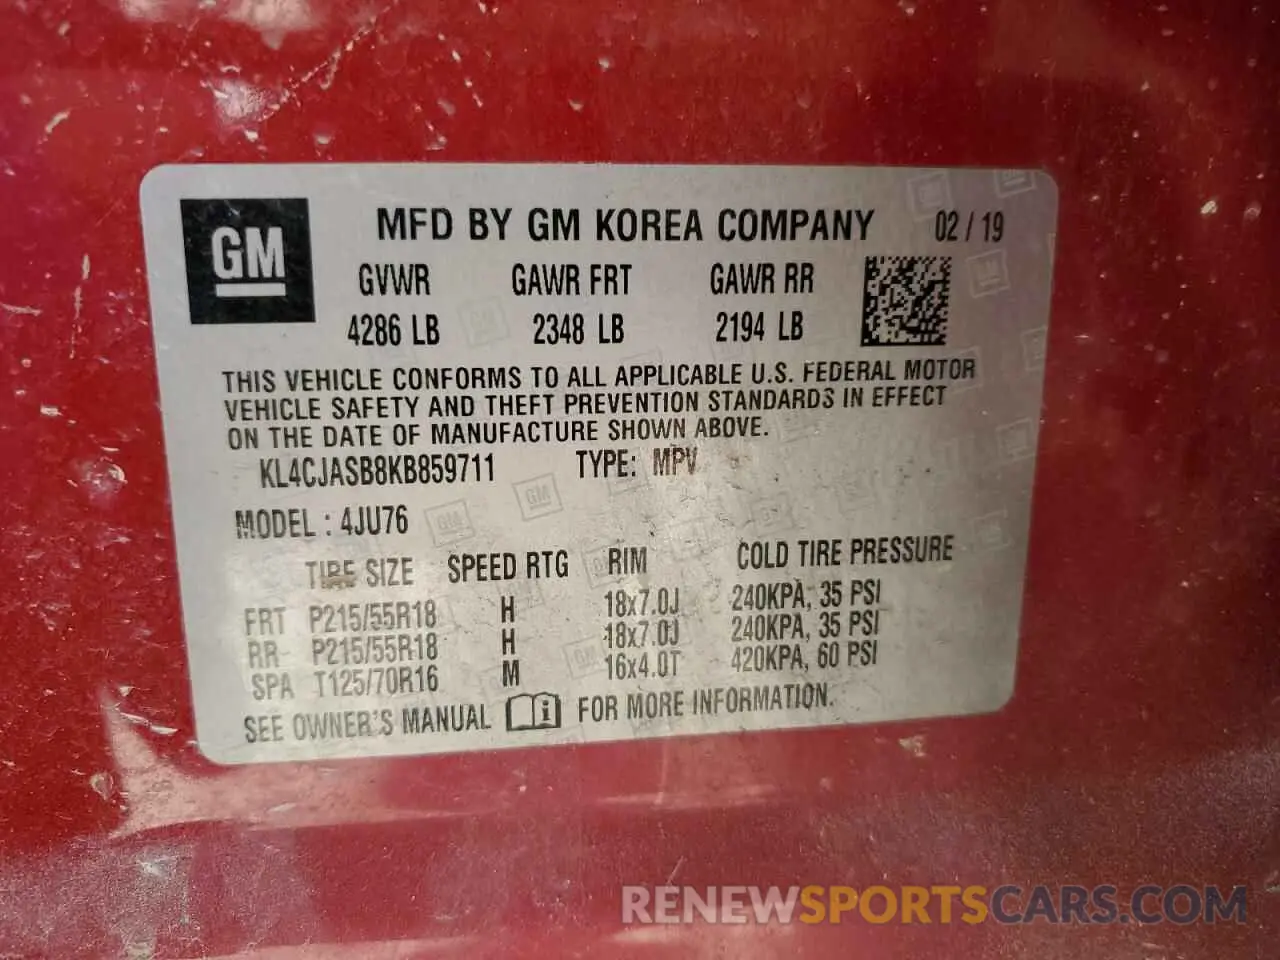 GM
MFD BY GM KOREA COMPANY 02 / 19
GVWR GAWR FRT GAWR RR
4286 LB 2348 LB 2194 LB
THIS VEHICLE CONFORMS TO ALL APPLICABLE U.S. FEDERAL MOTOR
VEHICLE SAFETY AND THEFT PREVENTION STANDARDS IN EFFECT
ON THE DATE OF MANUFACTURE SHOWN ABOVE.
KL4CJASB8KB859711 TYPE: MPV
MODEL : 4JU76
TIRE SIZE SPEED RTG RIM COLD TIRE PRESSURE
FRT P215/55R18 H 18x7.0J 240KPA, 35 PSI
RR P215/55R18 H 18x7.0J 240KPA, 35 PSI
SPA T125/70R16 M 16x4.0T 420KPA, 60 PSI
SEE OWNER'S MANUAL i FOR MORE INFORMATION.
RENEWSPORTSCARS.COM